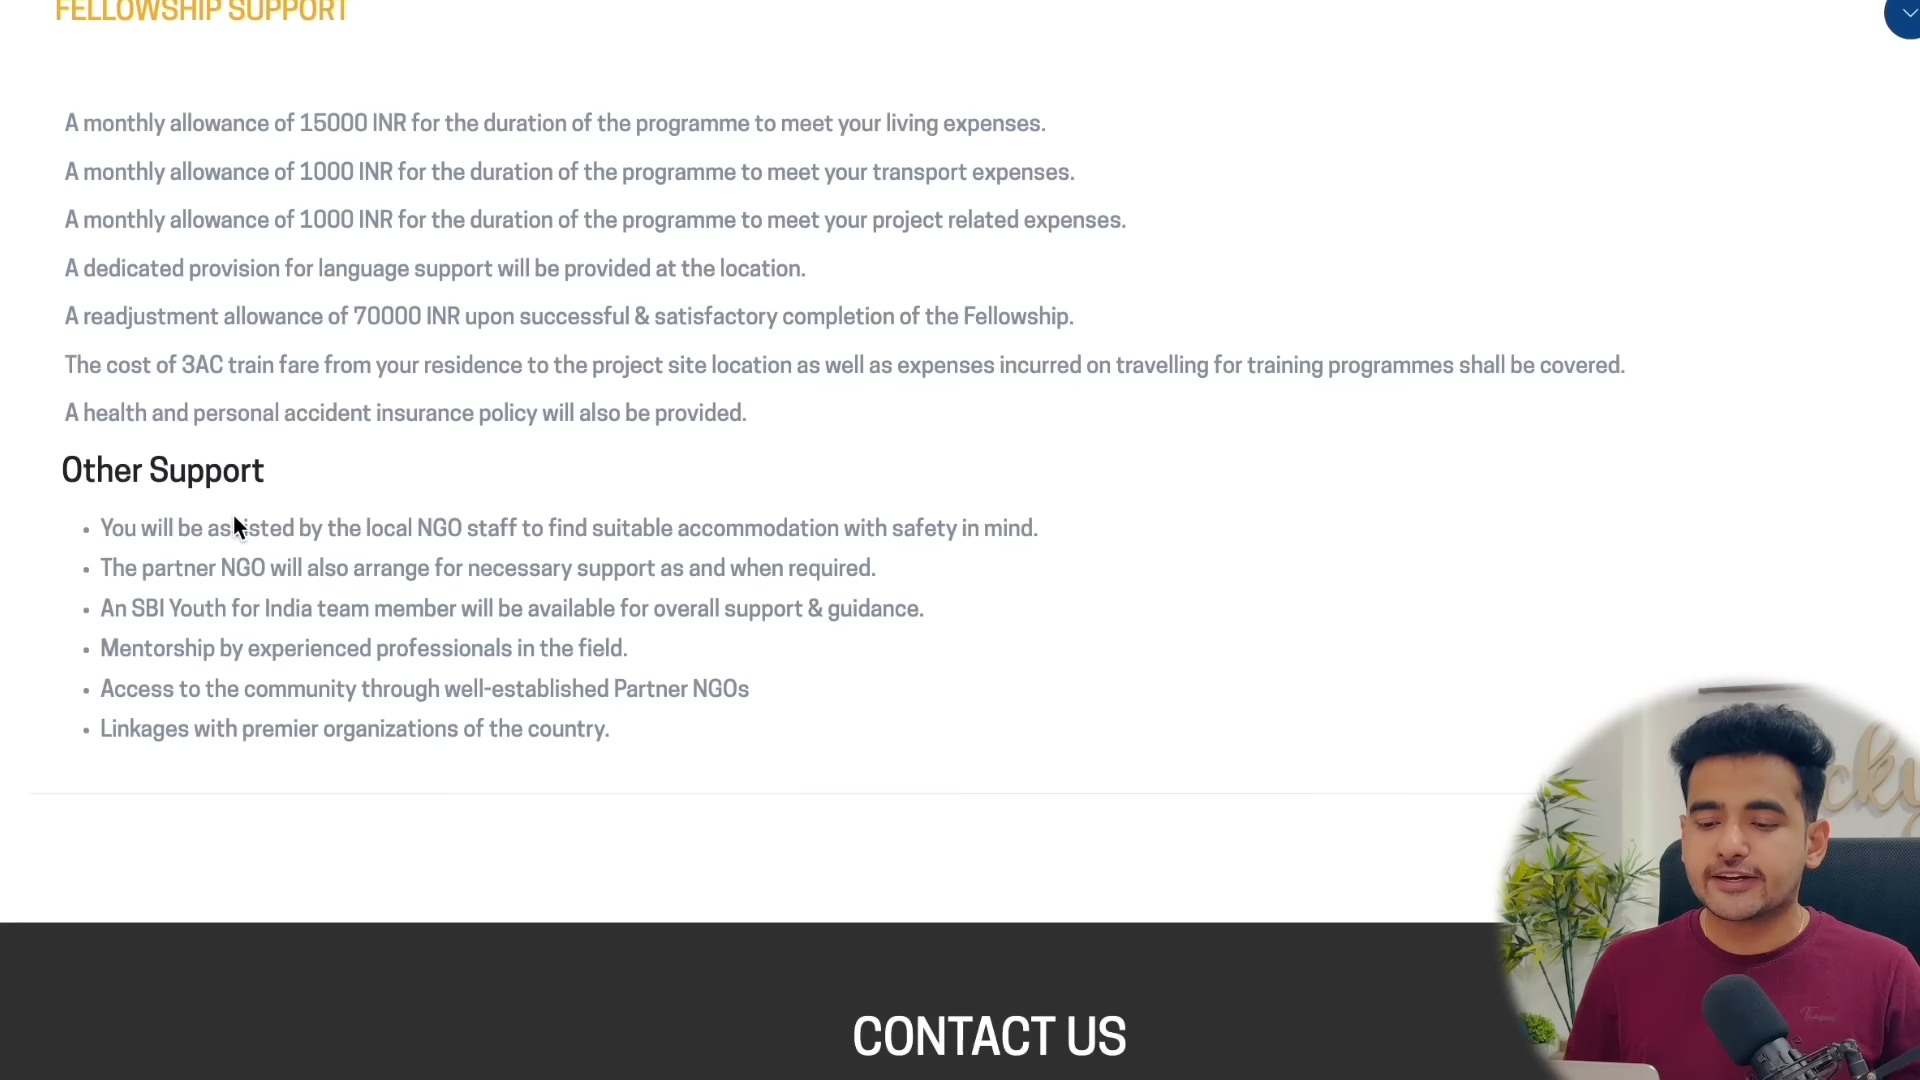 FELLOWSHIP SUPPORT
A monthly allowance of 15000 INR for the duration of the programme to meet your living expenses.
A monthly allowance of 1000 INR for the duration of the programme to meet your transport expenses.
A monthly allowance of 1000 INR for the duration of the programme to meet your project related expenses.
A dedicated provision for language support will be provided at the location.
A readjustment allowance of 70000 INR upon successful & satisfactory completion of the Fellowship.
The cost of 3AC train fare from your residence to the project site location as well as expenses incurred on travelling for training programmes shall be covered.
A health and personal accident insurance policy will also be provided.
Other Support
• You will be assisted by the local NGO staff to find suitable accommodation with safety in mind.
• The partner NGO will also arrange for necessary support as and when required.
• An SBI Youth for India team member will be available for overall support & guidance.
• Mentorship by experienced professionals in the field.
• Access to the community through well-established Partner NGOs
• Linkages with premier organizations of the country.
CONTACT US